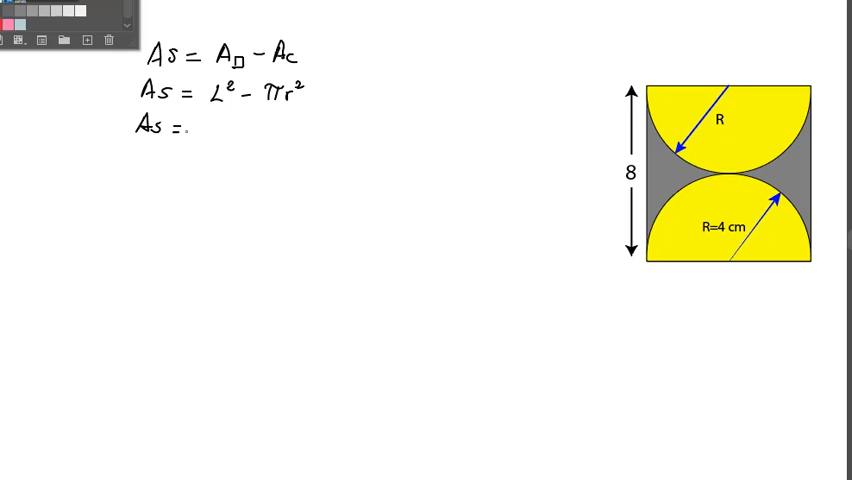 As = A□ - Ac
As = L² - πr²
As =
R
8
R=4 cm